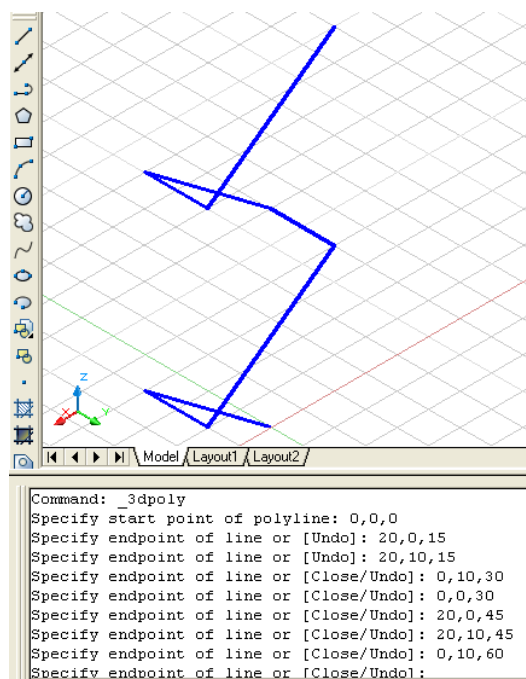 Z
X
Y
Model
Layout1
Layout2
Command: _3dpoly
Specify start point of polyline: 0,0,0
Specify endpoint of line or [Undo]: 20,0,15
Specify endpoint of line or [Undo]: 20,10,15
Specify endpoint of line or [Close/Undo]: 0,10,30
Specify endpoint of line or [Close/Undo]: 0,0,30
Specify endpoint of line or [Close/Undo]: 20,0,45
Specify endpoint of line or [Close/Undo]: 20,10,45
Specify endpoint of line or [Close/Undo]: 0,10,60
Specify endpoint of line or [Close/Undo]: